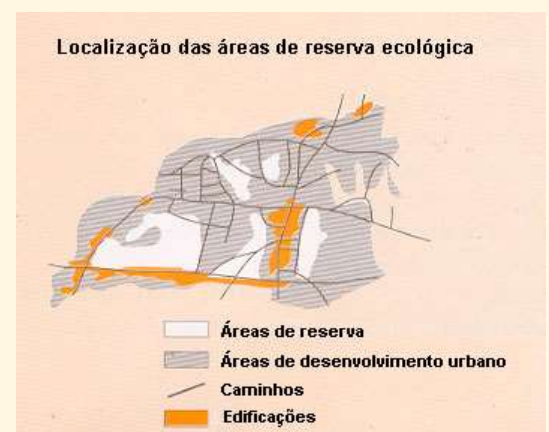 Localização das áreas de reserva ecológica
Áreas de reserva
Áreas de desenvolvimento urbano
Caminhos
Edificações